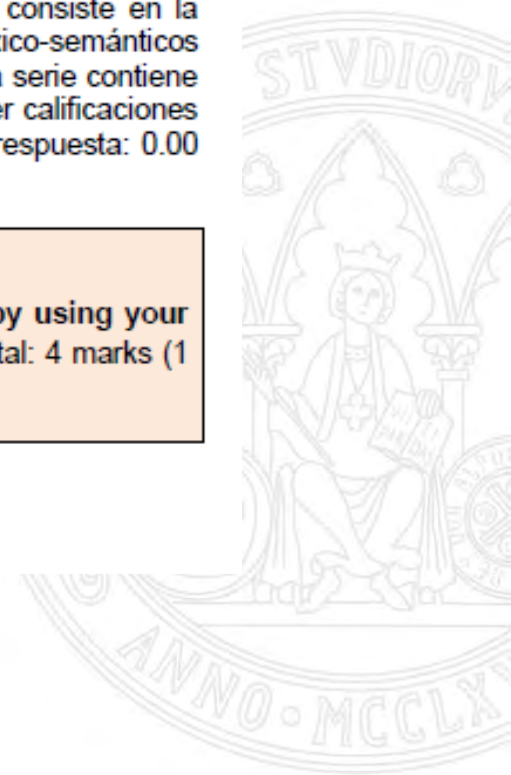 consiste en la
ico-semánticos
serie contiene
er calificaciones
respuesta: 0.00
by using your
tal: 4 marks (1
STVDIORV
ANNO · MCCLX